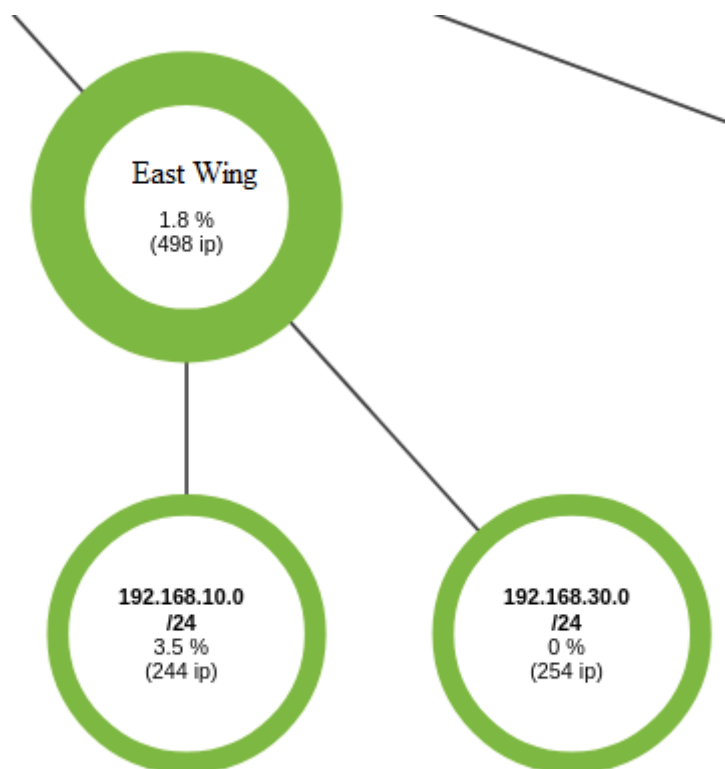 East Wing
1.8 %
(498 ip)
192.168.10.0
/24
3.5 %
(244 ip)
192.168.30.0
/24
0 %
(254 ip)